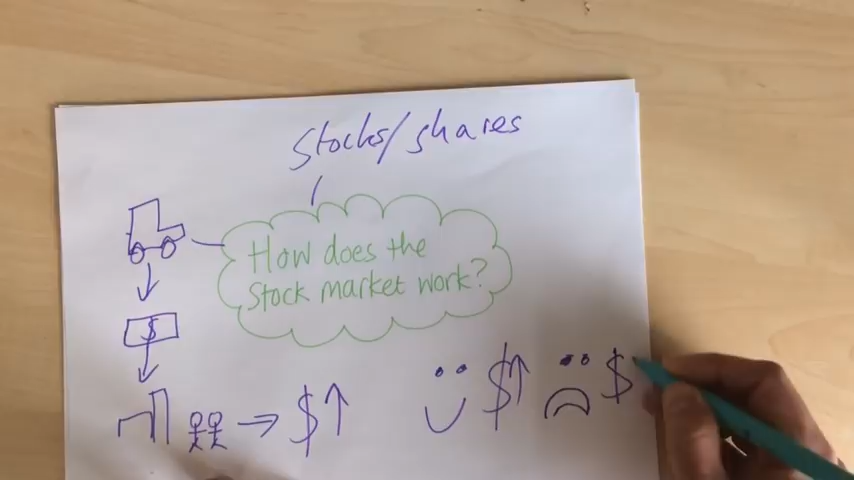 Stocks/shares
How does the
Stock market work?
$
$
$
$